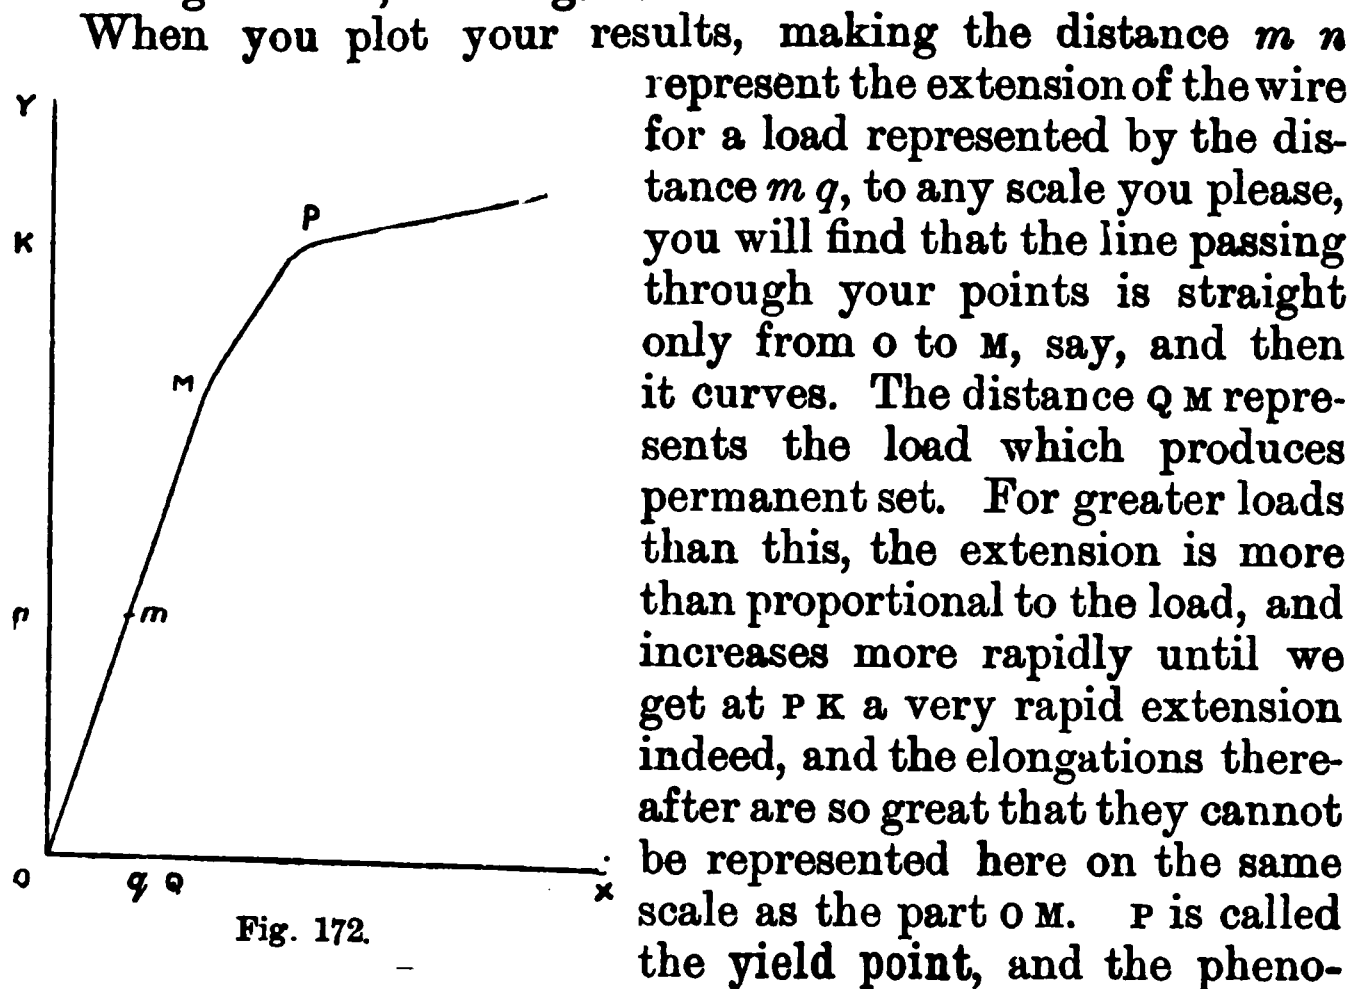 When you plot your results, making the distance m n
represent the extension of the wire
for a load represented by the dis-
tance m q, to any scale you please,
you will find that the line passing
through your points is straight
only from O to M, say, and then
it curves. The distance Q M repre-
sents the load which produces
permanent set. For greater loads
than this, the extension is more
than proportional to the load, and
increases more rapidly until we
get at P K a very rapid extension
indeed, and the elongations there-
after are so great that they cannot
be represented here on the same
scale as the part O M. P is called
the yield point, and the pheno-
Y
P
K
M
n
m
O
q Q
X
Fig. 172.